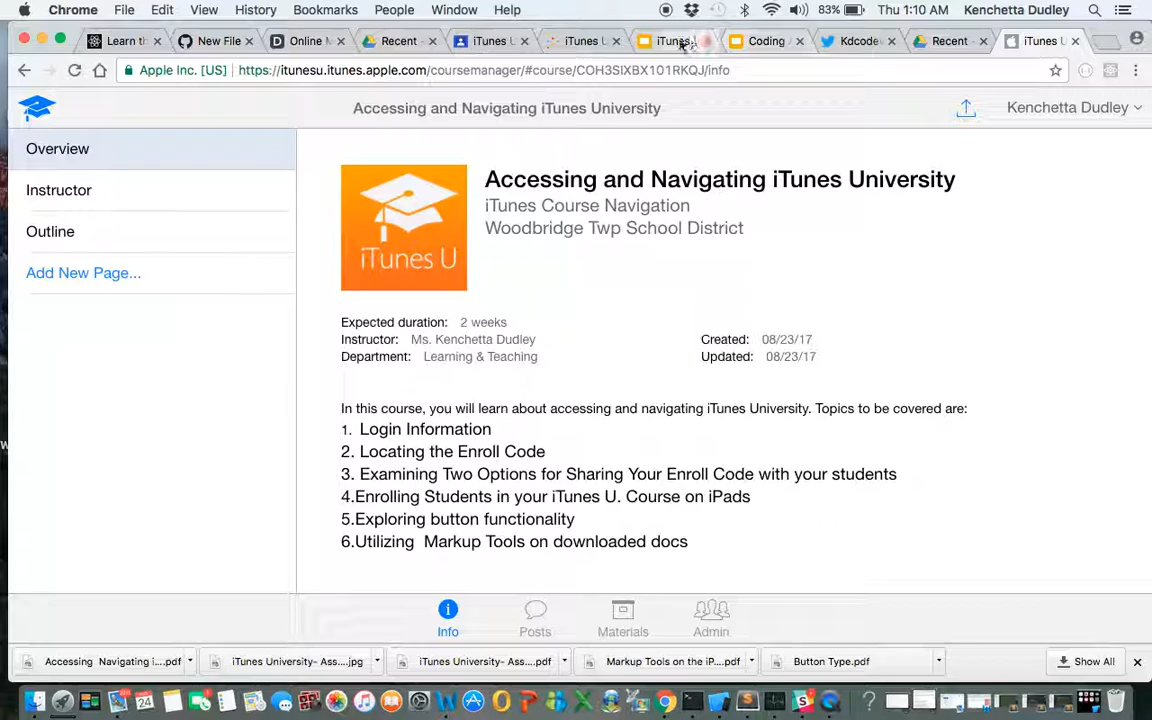 Chrome File Edit View History Bookmarks People Window Help 83% Thu 1:10 AM Kenchetta Dudley
Learn th New File Online M Recent iTunes U iTunes U iTunes Coding Kdcode Recent iTunes U
Apple Inc. [US] https://itunesu.itunes.apple.com/coursemanager/#course/COH3SIXBX101RKQJ/info
Accessing and Navigating iTunes University Kenchetta Dudley
Overview
Instructor
Outline
Add New Page...
iTunes U
Accessing and Navigating iTunes University
iTunes Course Navigation
Woodbridge Twp School District
Expected duration: 2 weeks
Instructor: Ms. Kenchetta Dudley Created: 08/23/17
Department: Learning & Teaching Updated: 08/23/17
In this course, you will learn about accessing and navigating iTunes University. Topics to be covered are:
1. Login Information
2. Locating the Enroll Code
3. Examining Two Options for Sharing Your Enroll Code with your students
4.Enrolling Students in your iTunes U. Course on iPads
5.Exploring button functionality
6.Utilizing Markup Tools on downloaded docs
Info Posts Materials Admin
Accessing Navigating i....pdf iTunes University- Ass....jpg iTunes University- Ass....pdf Markup Tools on the iP....pdf Button Type.pdf Show All